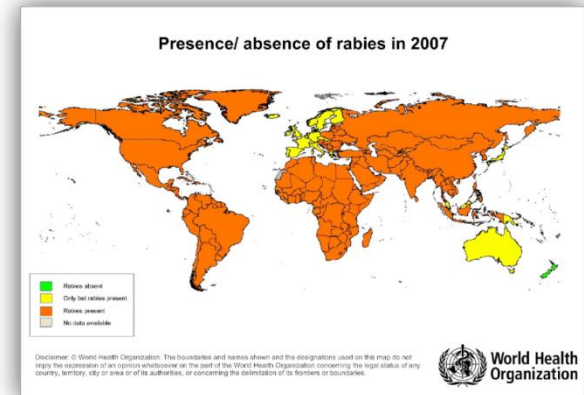 Presence/ absence of rabies in 2007
Rabies absent
Only bat rabies present
Rabies present
No data available
Disclaimer: © World Health Organization. The boundaries and names shown and the designations used on this map do not
imply the expression of an opinion whatsoever on the part of the World Health Organization concerning the legal status of any
country, territory, city or area or of its authorities, or concerning the delimitation of its frontiers or boundaries.
World Health
Organization